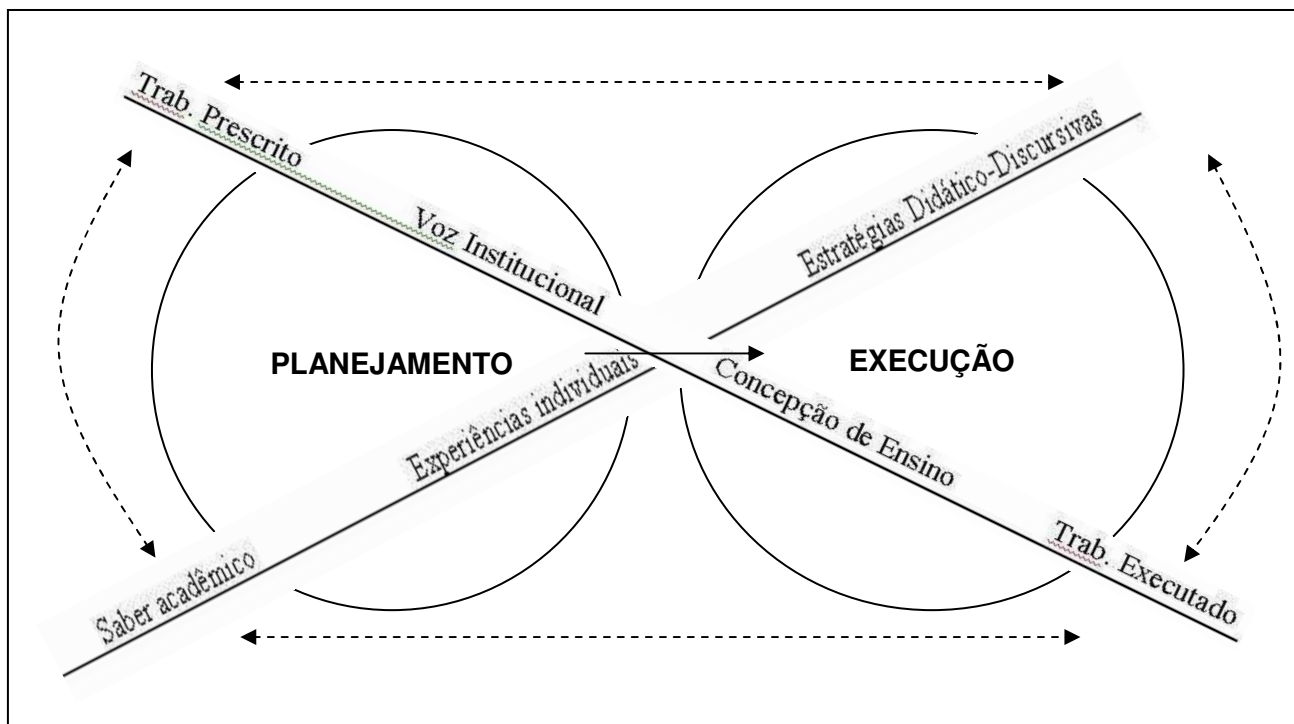 Trab. Prescrito
Voz Institucional
Estratégias Didático-Discursivas
PLANEJAMENTO
EXECUÇÃO
Experiências individuais
Concepção de Ensino
Saber acadêmico
Trab. Executado